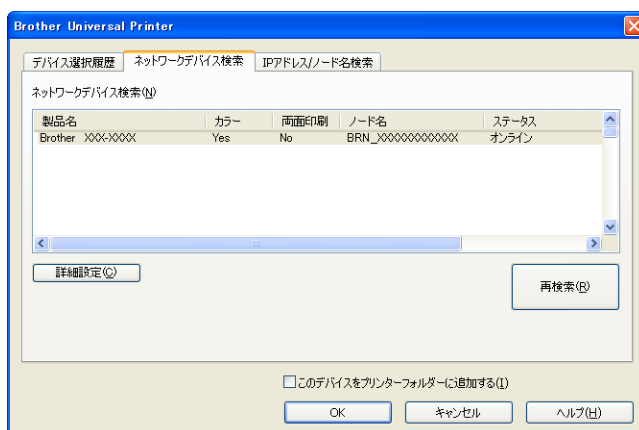 Brother Universal Printer
デバイス選択履歴 ネットワークデバイス検索 IPアドレス/ノード名検索
ネットワークデバイス検索(N)
製品名 カラー 両面印刷 ノード名 ステータス
Brother XXX-XXXX Yes No BRN_XXXXXXXXXXXX オンライン
詳細設定(C)
再検索(R)
このデバイスをプリンターフォルダーに追加する(I)
OK キャンセル ヘルプ(H)